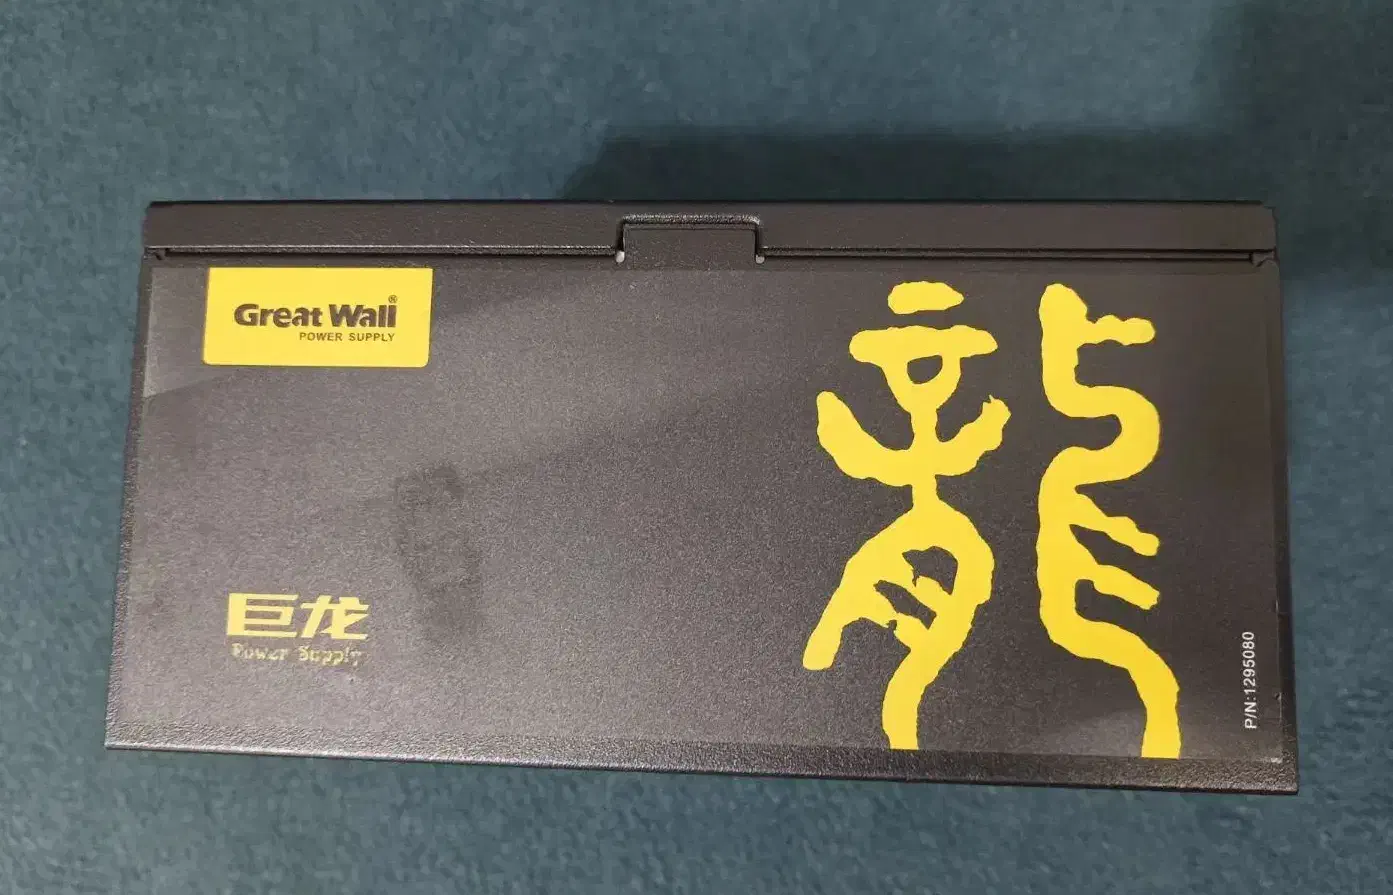 Great Wall®
POWER SUPPLY
龍
巨龙
Power Supply
P/N:1295080